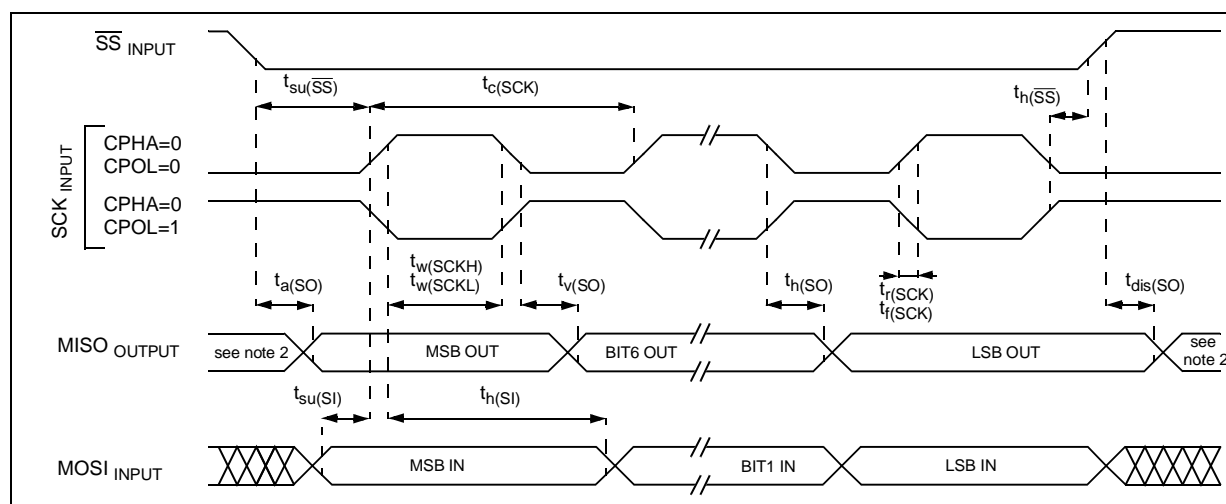 SS INPUT
tsu(SS)
tc(SCK)
th(SS)
SCK INPUT
CPHA=0
CPOL=0
CPHA=0
CPOL=1
ta(SO)
tw(SCKH)
tw(SCKL)
tv(SO)
th(SO)
tr(SCK)
tf(SCK)
tdis(SO)
MISO OUTPUT
see note 2
MSB OUT
BIT6 OUT
LSB OUT
see
note 2
tsu(SI)
th(SI)
MOSI INPUT
MSB IN
BIT1 IN
LSB IN